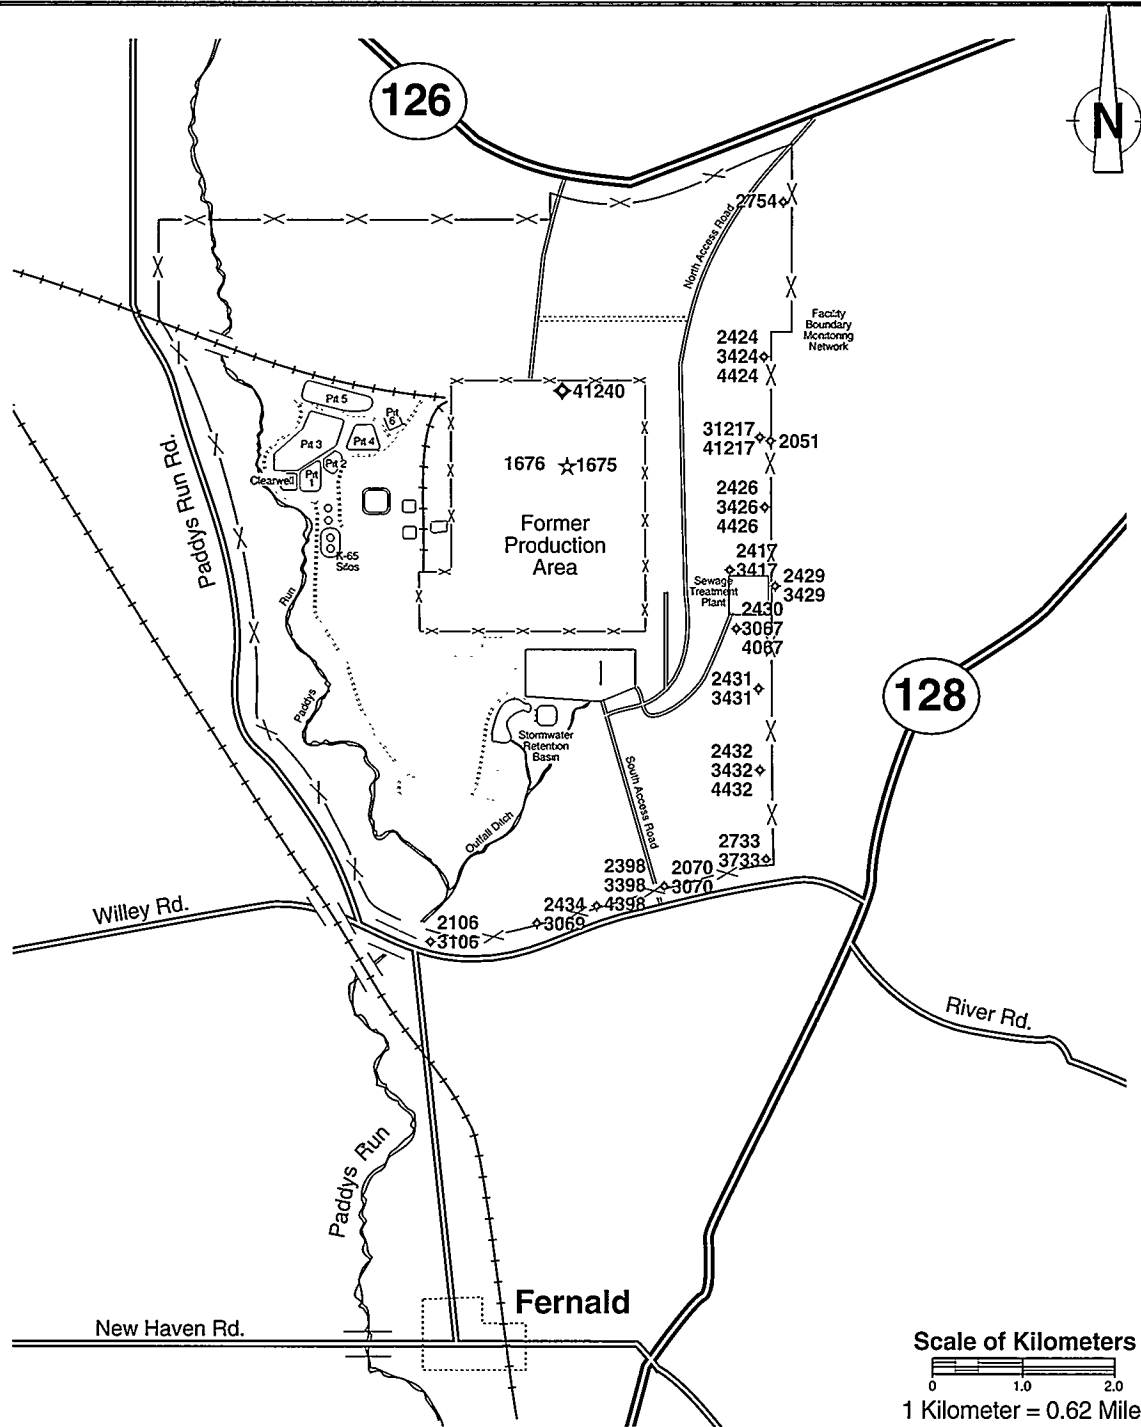 126
N
2754
North Access Road
Facility
Boundary
Monitoring
Network
2424
3424
4424
Pit 5
Pit
6
Pit 3
Pit 4
Pit 2
Pit
1
Clearwell
41240
31217
41217
2051
1676
1675
Paddys Run Rd.
2426
3426
4426
Former
Production
Area
K-65
Silos
2417
3417
Sewage
Treatment
Plant
2429
3429
2430
3067
4067
Run
Paddys
2431
3431
128
Stormwater
Retention
Basin
South Access Road
2432
3432
4432
Outfall Ditch
2733
3733
2398
3398
4398
2070
3070
Willey Rd.
2434
3069
2106
3106
River Rd.
Paddys Run
Fernald
New Haven Rd.
Scale of Kilometers
0 1.0 2.0
1 Kilometer = 0.62 Mile